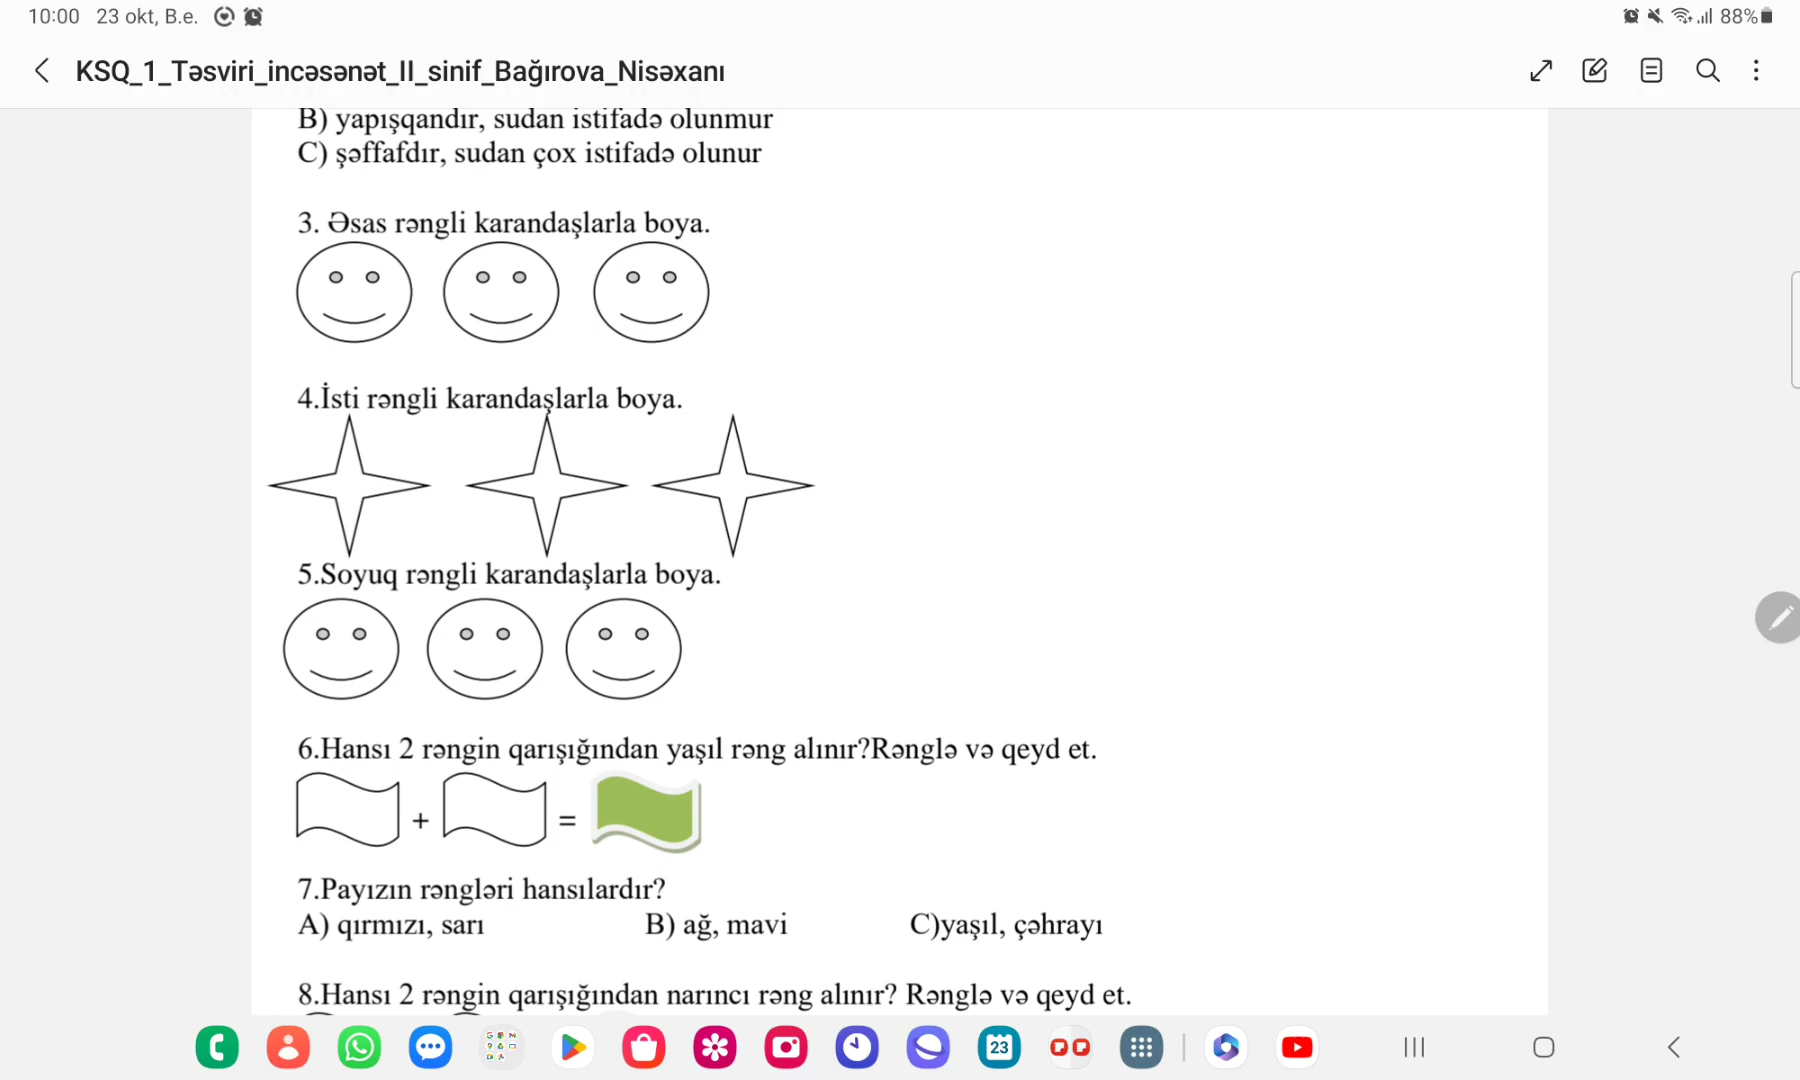 10:00 23 okt, B.e. 88%
KSQ_1_Təsviri_incəsənət_II_sinif_Bağırova_Nisəxanı
B) yapışqandır, sudan istifadə olunmur
C) şəffafdır, sudan çox istifadə olunur
3. Əsas rəngli karandaşlarla boya.
4.İsti rəngli karandaşlarla boya.
5.Soyuq rəngli karandaşlarla boya.
6.Hansı 2 rəngin qarışığından yaşıl rəng alınır?Rənglə və qeyd et.
+ =
7.Payızın rəngləri hansılardır?
A) qırmızı, sarı B) ağ, mavi C)yaşıl, çəhrayı
8.Hansı 2 rəngin qarışığından narıncı rəng alınır? Rənglə və qeyd et.
23